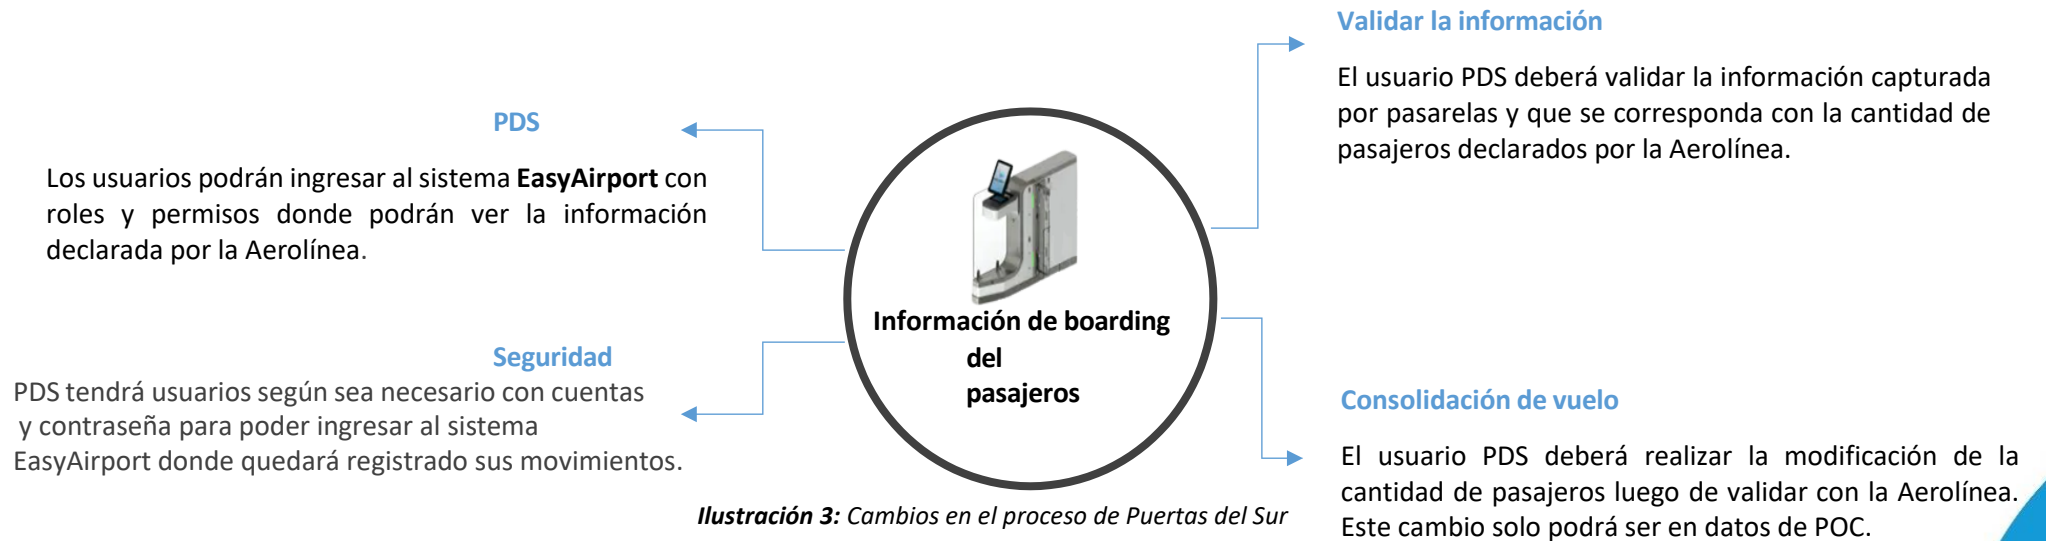 PDS
Los usuarios podrán ingresar al sistema EasyAirport con
roles y permisos donde podrán ver la información
declarada por la Aerolínea.
Seguridad
PDS tendrá usuarios según sea necesario con cuentas
y contraseña para poder ingresar al sistema
EasyAirport donde quedará registrado sus movimientos.
Información de boarding
del
pasajeros
Validar la información
El usuario PDS deberá validar la información capturada
por pasarelas y que se corresponda con la cantidad de
pasajeros declarados por la Aerolínea.
Consolidación de vuelo
El usuario PDS deberá realizar la modificación de la
cantidad de pasajeros luego de validar con la Aerolínea.
Este cambio solo podrá ser en datos de POC.
Ilustración 3: Cambios en el proceso de Puertas del Sur